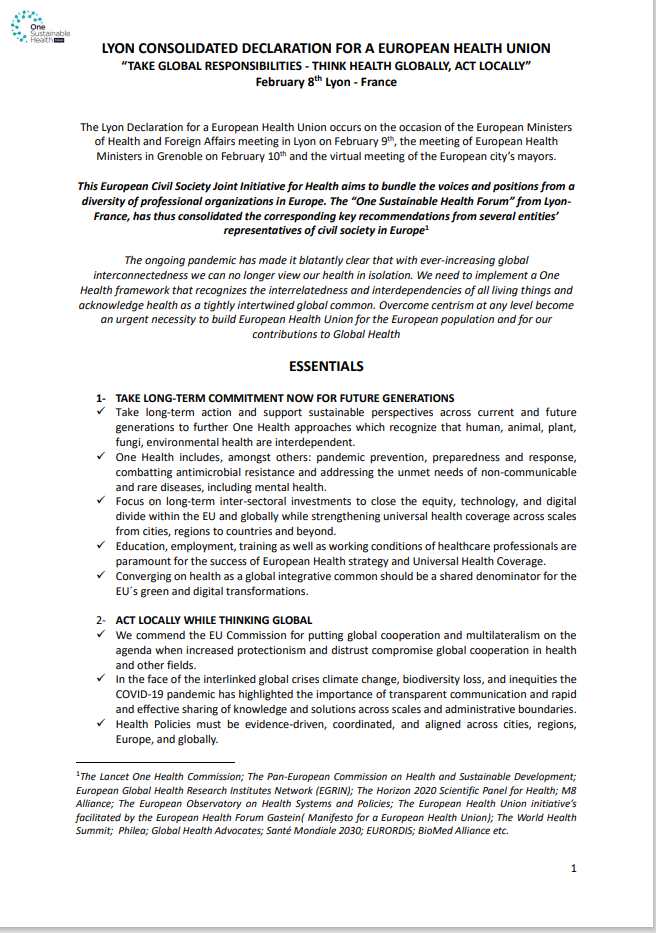 One
Sustainable
Health
LYON CONSOLIDATED DECLARATION FOR A EUROPEAN HEALTH UNION
“TAKE GLOBAL RESPONSIBILITIES - THINK HEALTH GLOBALLY, ACT LOCALLY”
February 8th Lyon - France
The Lyon Declaration for a European Health Union occurs on the occasion of the European Ministers
of Health and Foreign Affairs meeting in Lyon on February 9th, the meeting of European Health
Ministers in Grenoble on February 10th and the virtual meeting of the European city’s mayors.
This European Civil Society Joint Initiative for Health aims to bundle the voices and positions from a
diversity of professional organizations in Europe. The “One Sustainable Health Forum” from Lyon-
France, has thus consolidated the corresponding key recommendations from several entities’
representatives of civil society in Europe1
The ongoing pandemic has made it blatantly clear that with ever-increasing global
interconnectedness we can no longer view our health in isolation. We need to implement a One
Health framework that recognizes the interrelatedness and interdependencies of all living things and
acknowledge health as a tightly intertwined global common. Overcome centrism at any level become
an urgent necessity to build European Health Union for the European population and for our
contributions to Global Health
ESSENTIALS
1- TAKE LONG-TERM COMMITMENT NOW FOR FUTURE GENERATIONS
✓ Take long-term action and support sustainable perspectives across current and future
generations to further One Health approaches which recognize that human, animal, plant,
fungi, environmental health are interdependent.
✓ One Health includes, amongst others: pandemic prevention, preparedness and response,
combatting antimicrobial resistance and addressing the unmet needs of non-communicable
and rare diseases, including mental health.
✓ Focus on long-term inter-sectoral investments to close the equity, technology, and digital
divide within the EU and globally while strengthening universal health coverage across scales
from cities, regions to countries and beyond.
✓ Education, employment, training as well as working conditions of healthcare professionals are
paramount for the success of European Health strategy and Universal Health Coverage.
✓ Converging on health as a global integrative common should be a shared denominator for the
EU´s green and digital transformations.
2- ACT LOCALLY WHILE THINKING GLOBAL
✓ We commend the EU Commission for putting global cooperation and multilateralism on the
agenda when increased protectionism and distrust compromise global cooperation in health
and other fields.
✓ In the face of the interlinked global crises climate change, biodiversity loss, and inequities the
COVID-19 pandemic has highlighted the importance of transparent communication and rapid
and effective sharing of knowledge and solutions across scales and administrative boundaries.
✓ Health Policies must be evidence-driven, coordinated, and aligned across cities, regions,
Europe, and globally.
1The Lancet One Health Commission; The Pan-European Commission on Health and Sustainable Development;
European Global Health Research Institutes Network (EGRIN); The Horizon 2020 Scientific Panel for Health; M8
Alliance; The European Observatory on Health Systems and Policies; The European Health Union initiative’s
facilitated by the European Health Forum Gastein( Manifesto for a European Health Union); The World Health
Summit; Philea; Global Health Advocates; Santé Mondiale 2030; EURORDIS; BioMed Alliance etc.
1